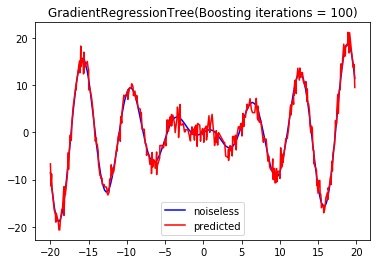 GradientRegressionTree(Boosting iterations = 100)
20
10
0
−10
−20
noiseless
predicted
−20 −15 −10 −5 0 5 10 15 20